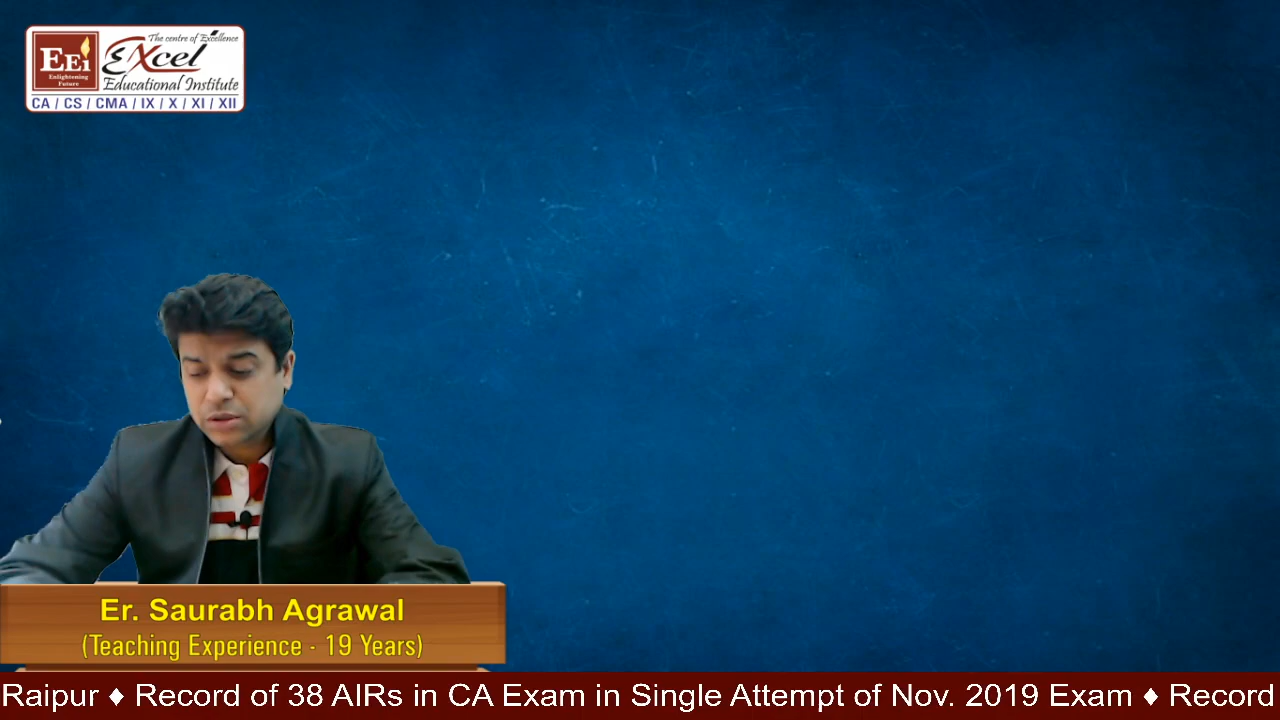 The centre of Excellence
EEI
Excel
Enlightening
Future
Educational Institute
CA / CS / CMA / IX / X / XI / XII
Er. Saurabh Agrawal
(Teaching Experience - 19 Years)
Raipur ♦ Record of 38 AIRs in CA Exam in Single Attempt of Nov. 2019 Exam ♦ Record